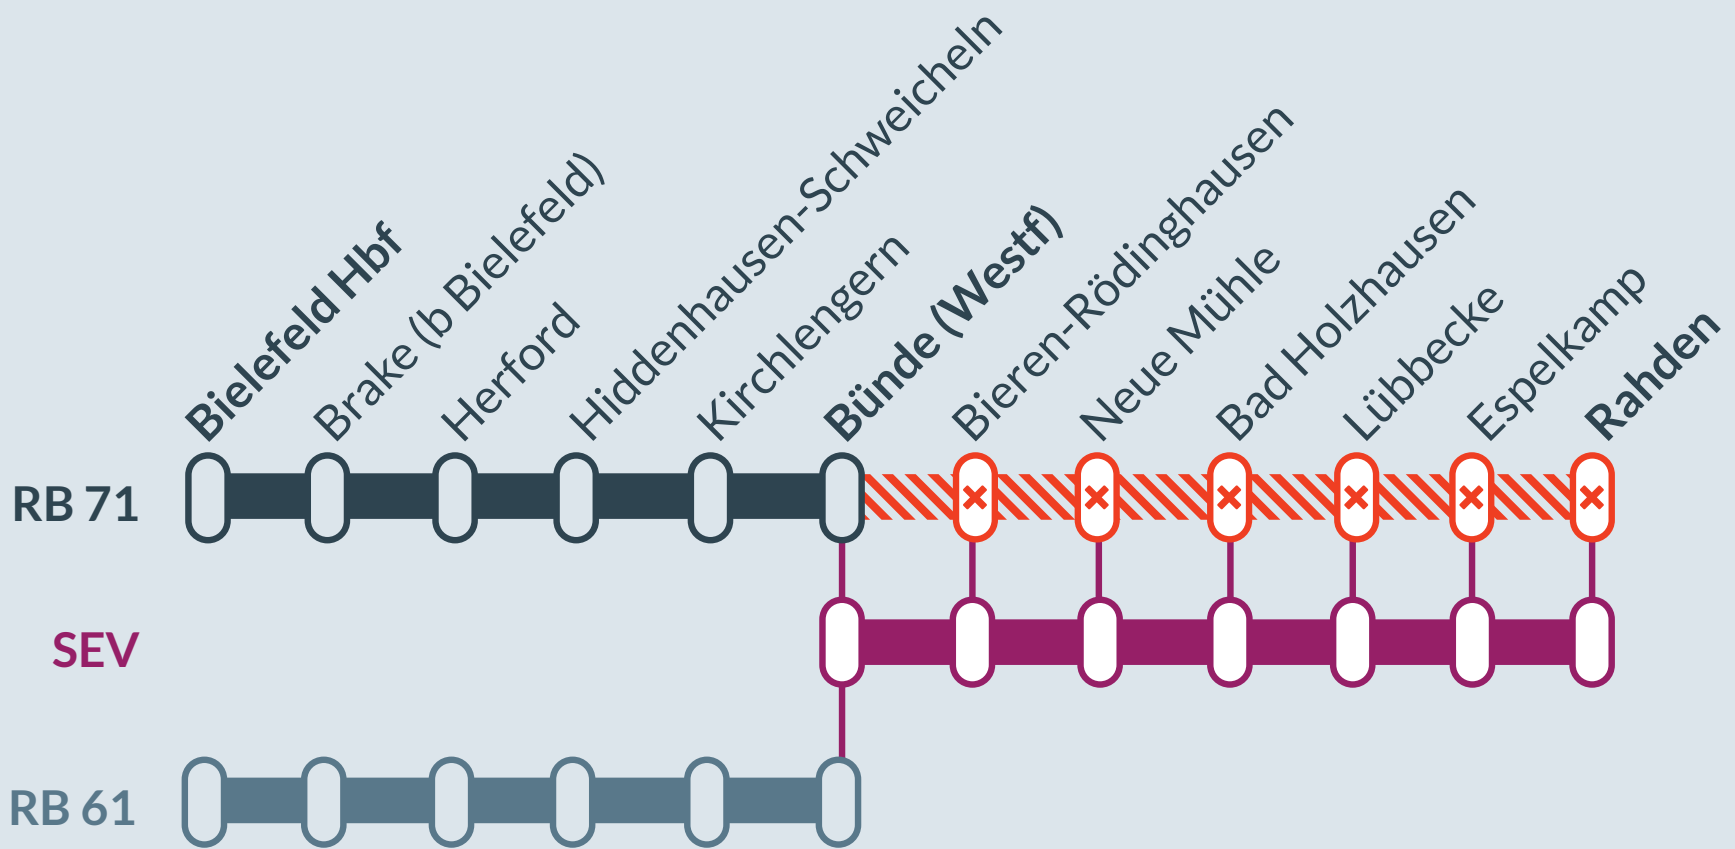 Bielefeld Hbf
Brake (b Bielefeld)
Herford
Hiddenhausen-Schweicheln
Kirchlengern
Bünde (Westf)
Bieren-Rödinghausen
Neue Mühle
Bad Holzhausen
Lübbecke
Espelkamp
Rahden
RB 71
SEV
RB 61